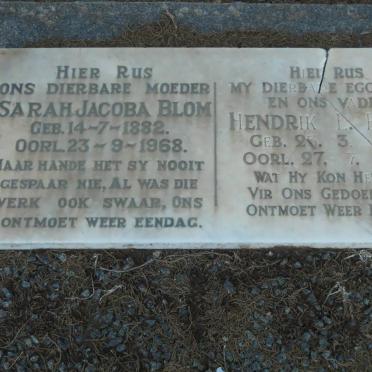 HIER RUS
ONS DIERBARE MOEDER
SARAH JACOBA BLOM
GEB. 14-7-1882.
OORL. 23-9-1968.
HAAR HANDE HET SY NOOIT
GESPAAR NIE, AL WAS DIE
WERK OOK SWAAR, ONS
ONTMOET WEER EENDAG.
HIER RUS
MY DIERBARE
EN ONS
HENDRIK
GEB.
OORL. 27
WAT HY KON
VIR ONS
ONTMOET WEER